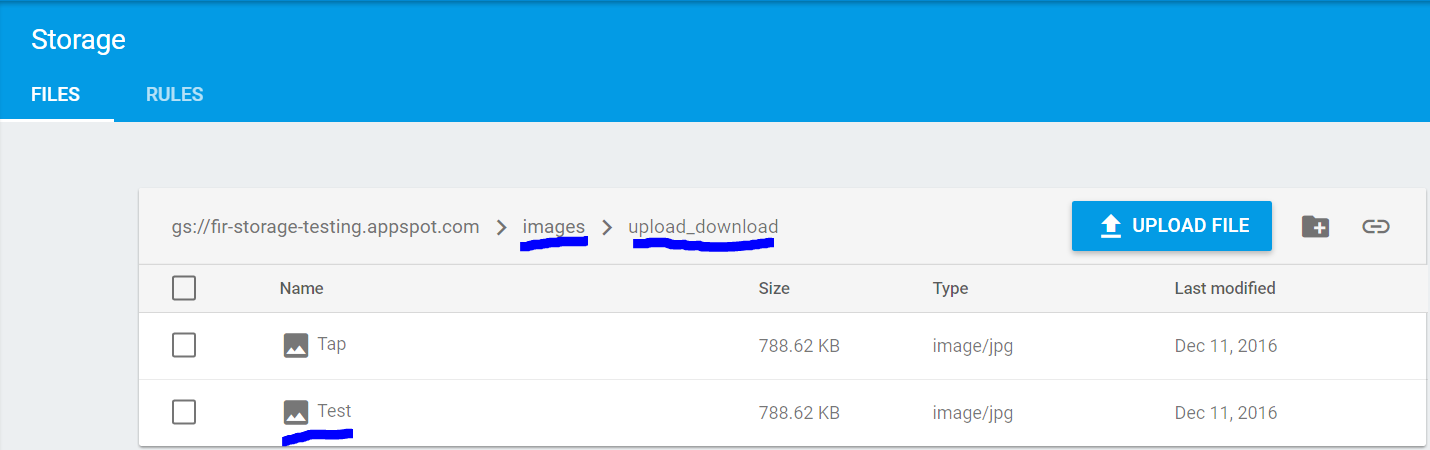 Storage
FILES RULES
gs://fir-storage-testing.appspot.com images upload_download UPLOAD FILE
Name Size Type Last modified
Tap 788.62 KB image/jpg Dec 11, 2016
Test 788.62 KB image/jpg Dec 11, 2016